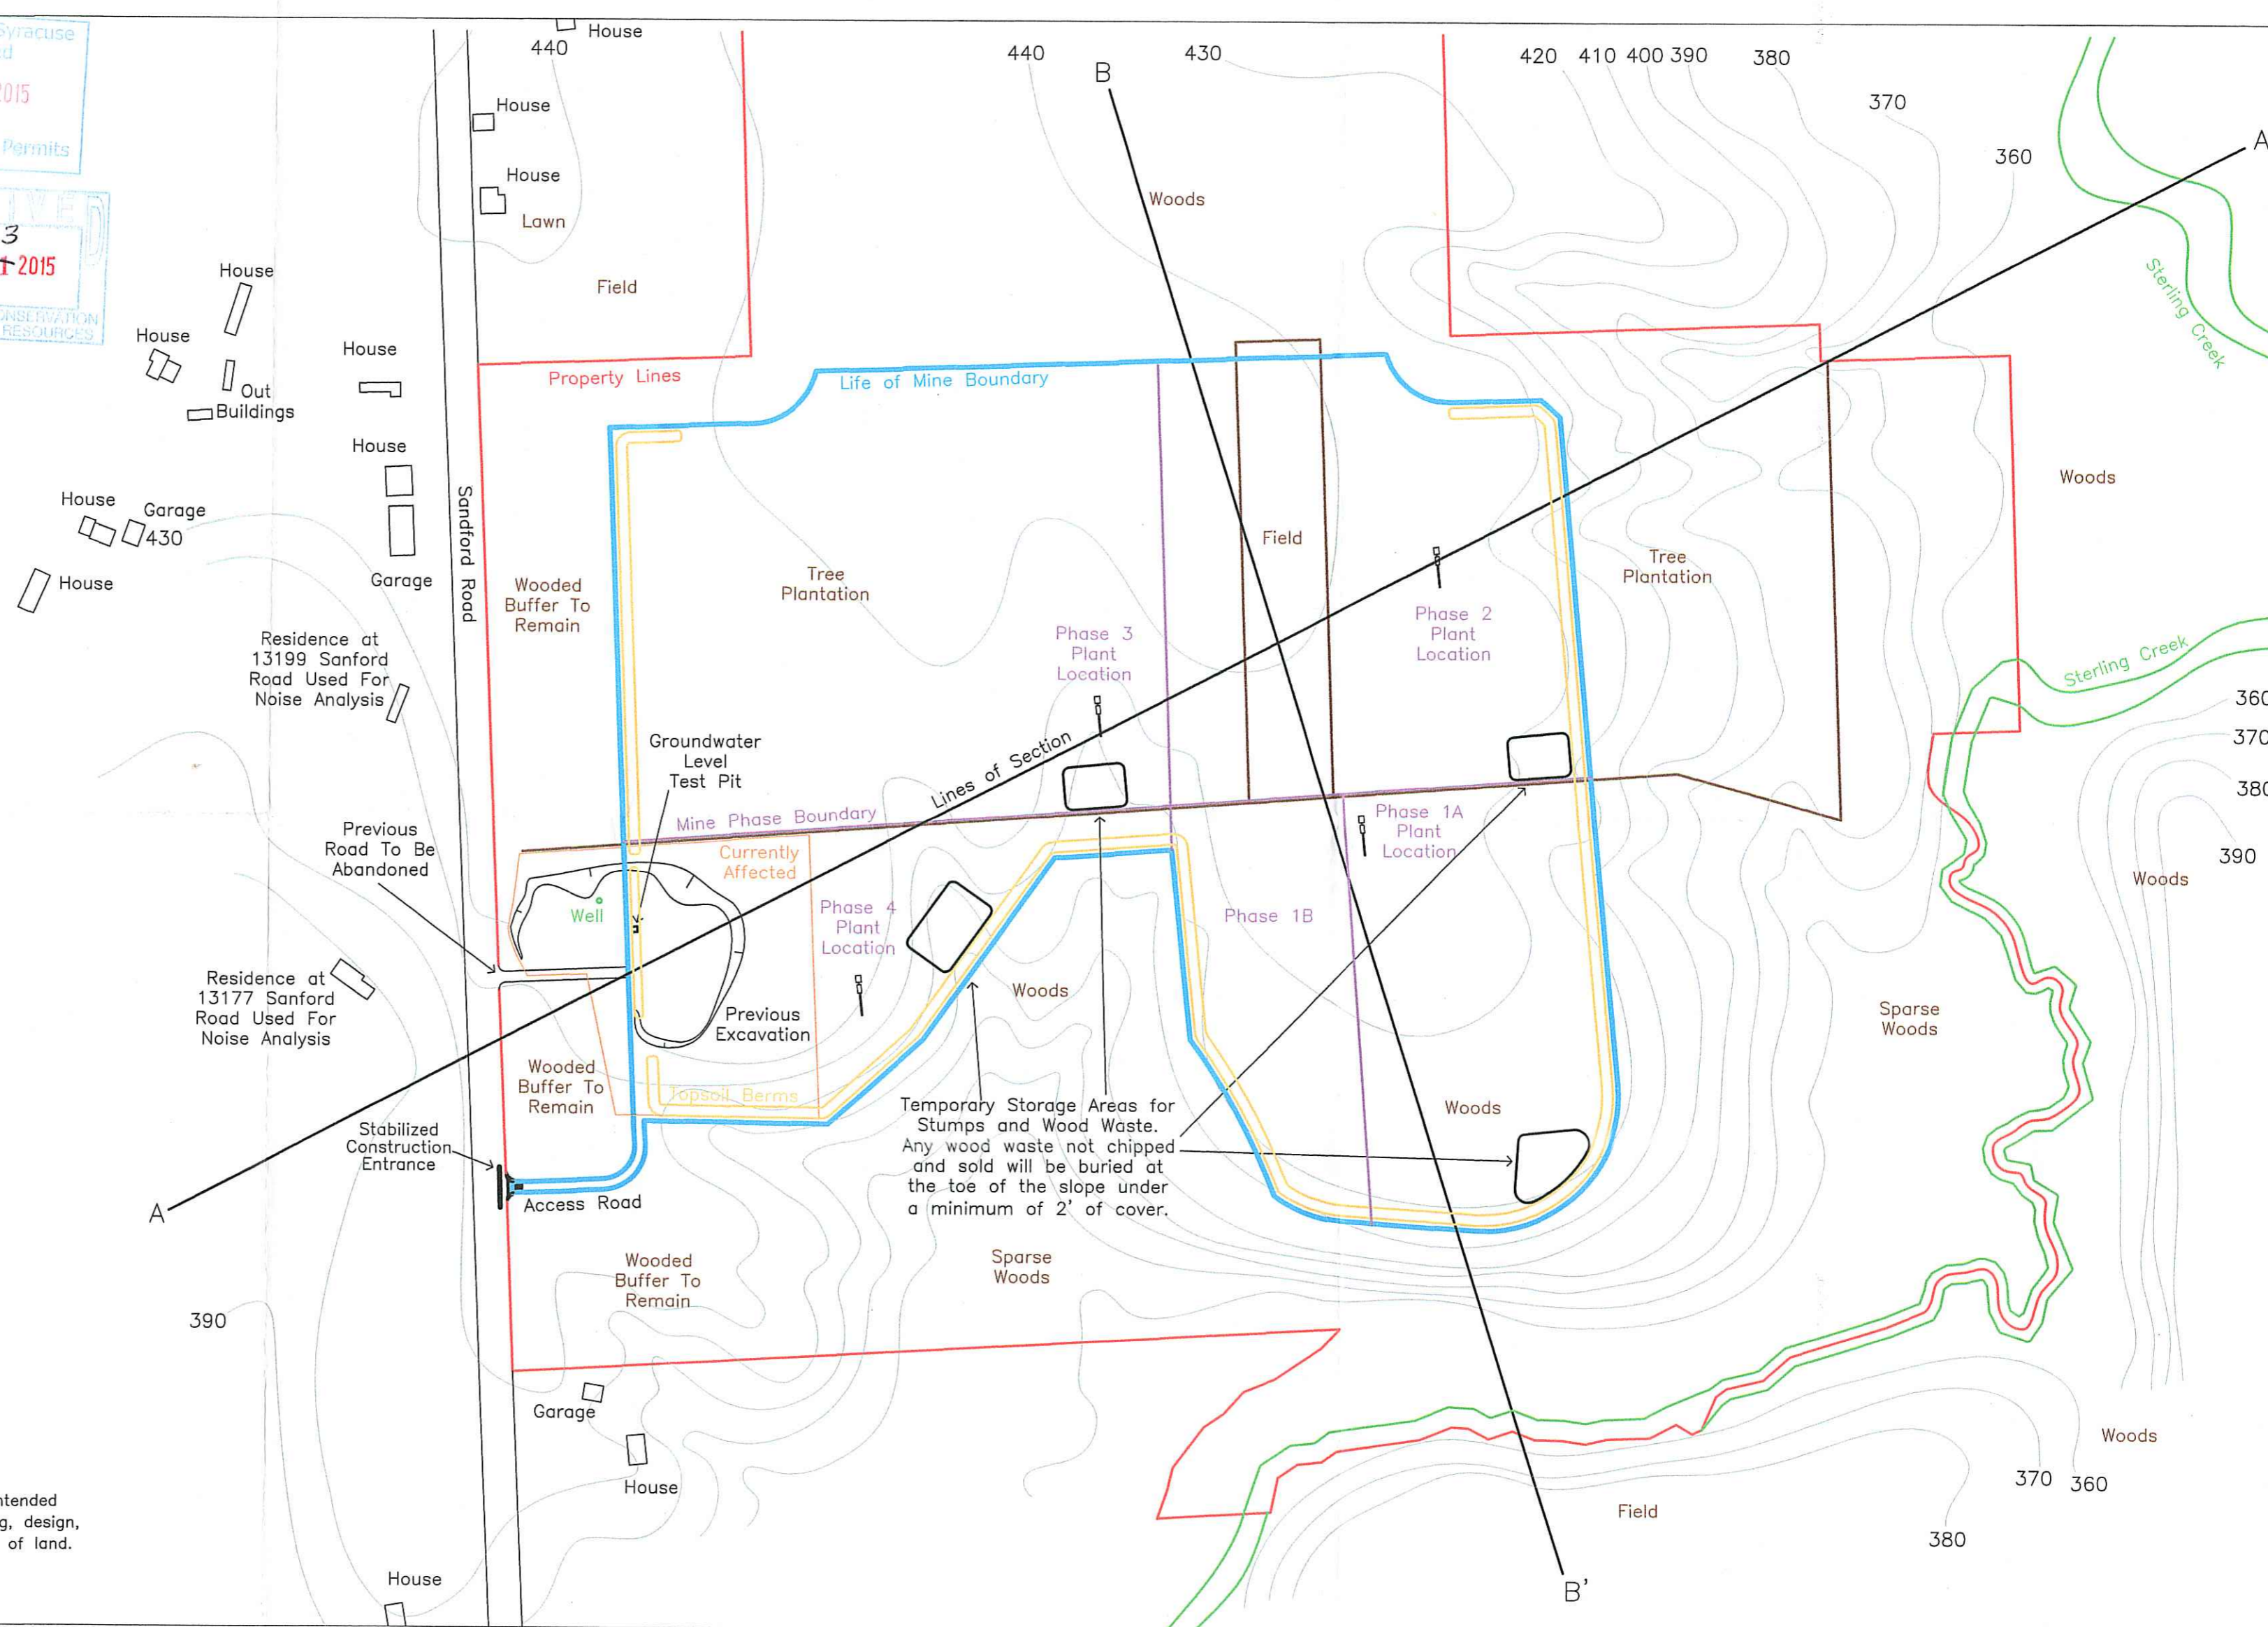 Syracuse
2015
Permits
3
1 2015
CONSERVATION
RESOURCES
440
House
House
House
Lawn
Field
440
430
B
Woods
420
410
400
390
380
370
360
A
Sterling Creek
House
House
Out
Buildings
House
House
House
Garage
430
House
Garage
Sandford Road
Property Lines
Life of Mine Boundary
Wooded
Buffer To
Remain
Tree
Plantation
Field
Tree
Plantation
Woods
Phase 2
Plant
Location
Phase 3
Plant
Location
Sterling Creek
360
370
380
390
Residence at
13199 Sanford
Road Used For
Noise Analysis
Groundwater
Level
Test Pit
Lines of Section
Mine Phase Boundary
Previous
Road To Be
Abandoned
Currently
Affected
Phase 1A
Plant
Location
Well
Phase 4
Plant
Location
Phase 1B
Woods
Residence at
13177 Sanford
Road Used For
Noise Analysis
Previous
Excavation
Woods
Sparse
Woods
Wooded
Buffer To
Remain
Topsoil Berms
Temporary Storage Areas for
Stumps and Wood Waste.
Any wood waste not chipped
and sold will be buried at
the toe of the slope under
a minimum of 2' of cover.
Woods
Stabilized
Construction
Entrance
Access Road
A
Wooded
Buffer To
Remain
Sparse
Woods
390
Garage
House
Woods
370
360
Field
380
of land.
design,
House
B'